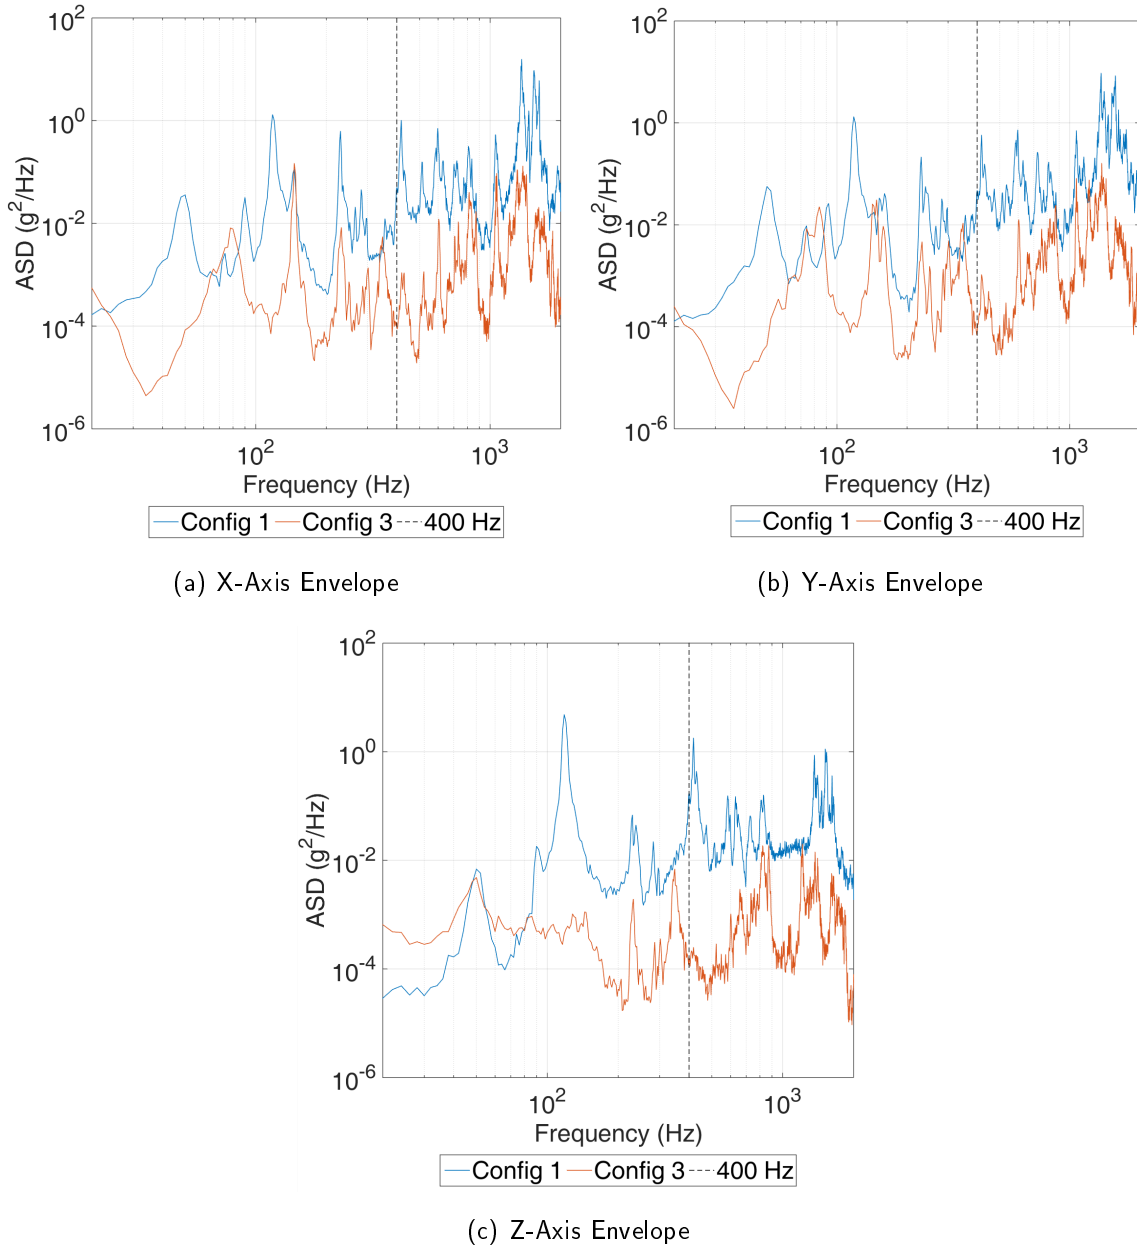 10^2
10^0
10^-2
10^-4
10^-6
ASD (g^2/Hz)
10^2 10^3
Frequency (Hz)
Config 1 Config 3 400 Hz
(a) X-Axis Envelope
10^2
10^0
10^-2
10^-4
10^-6
ASD (g^2/Hz)
10^2 10^3
Frequency (Hz)
Config 1 Config 3 400 Hz
(b) Y-Axis Envelope
10^2
10^0
10^-2
10^-4
10^-6
ASD (g^2/Hz)
10^2 10^3
Frequency (Hz)
Config 1 Config 3 400 Hz
(c) Z-Axis Envelope